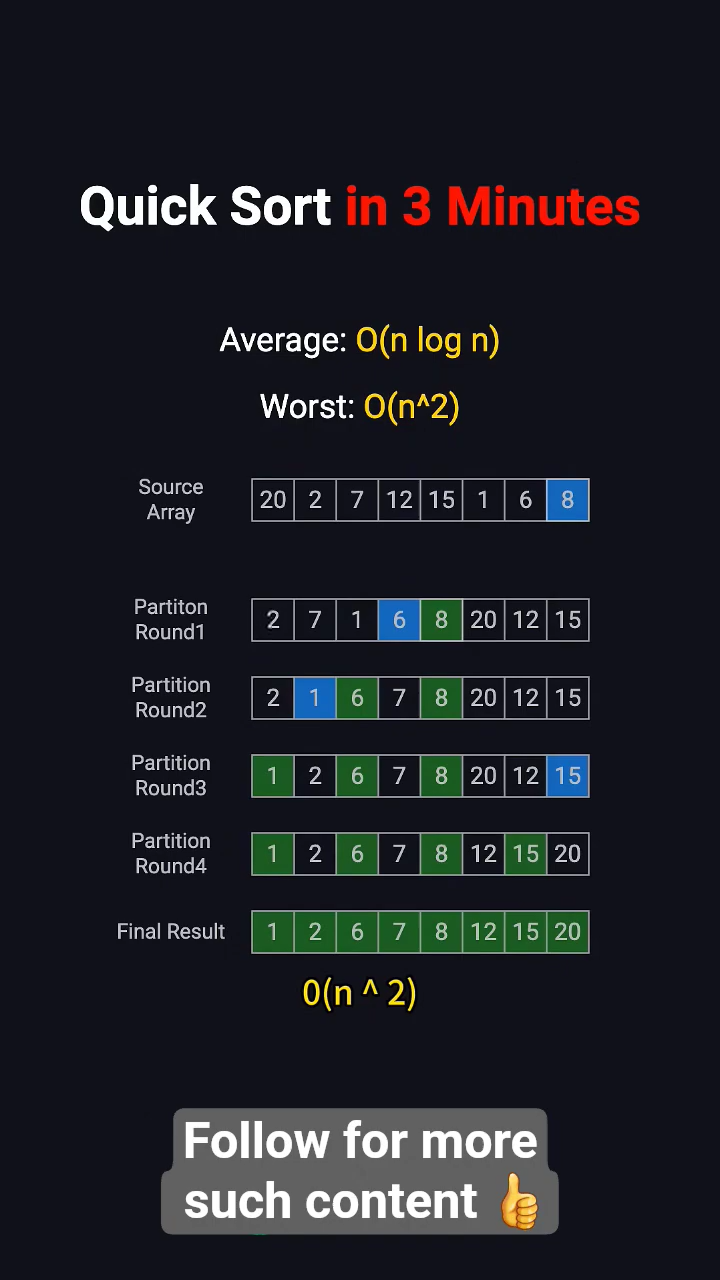 Quick Sort in 3 Minutes
Average: O(n log n)
Worst: O(n^2)
Source
Array
20 2 7 12 15 1 6 8
Partiton
Round1
2 7 1 6 8 20 12 15
Partition
Round2
2 1 6 7 8 20 12 15
Partition
Round3
1 2 6 7 8 20 12 15
Partition
Round4
1 2 6 7 8 12 15 20
Final Result
1 2 6 7 8 12 15 20
0(n ^ 2)
Follow for more
such content 👍